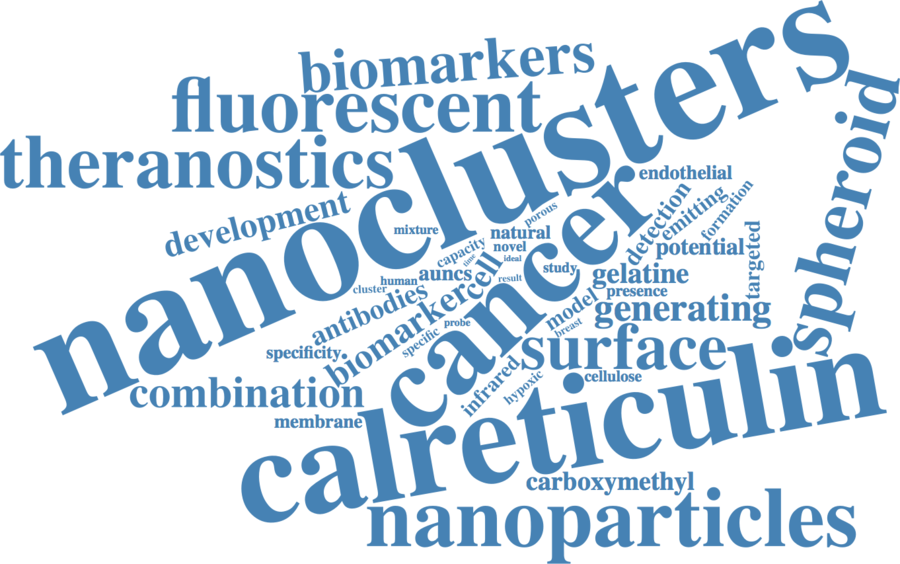 biomarkers
fluorescent
theranostics
nanoclusters
spheroid
endothelial
development
detection
emitting
formation
mixture
porous
natural
capacity
novel
time
ideal
potential
targeted
auncs
human
cluster
cell
result
study
gelatine
presence
antibodies
biomarker
cancer
model
generating
specific
probe
breast
specificity
surface
infrared
hypoxic
cellulose
combination
membrane
calreticulin
carboxymethyl
nanoparticles